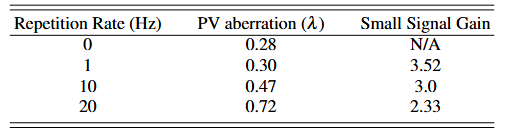 Repetition Rate (Hz) PV aberration (λ) Small Signal Gain
0 0.28 N/A
1 0.30 3.52
10 0.47 3.0
20 0.72 2.33